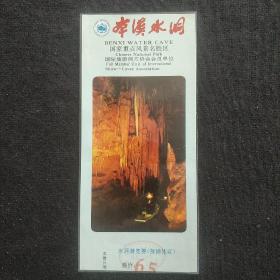 本溪水洞
BENXI WATER CAVE
国家重点风景名胜区
Chinese National Park
国际旅游洞穴协会会员单位
Full Member Unit of International
Show—Caves Association
65